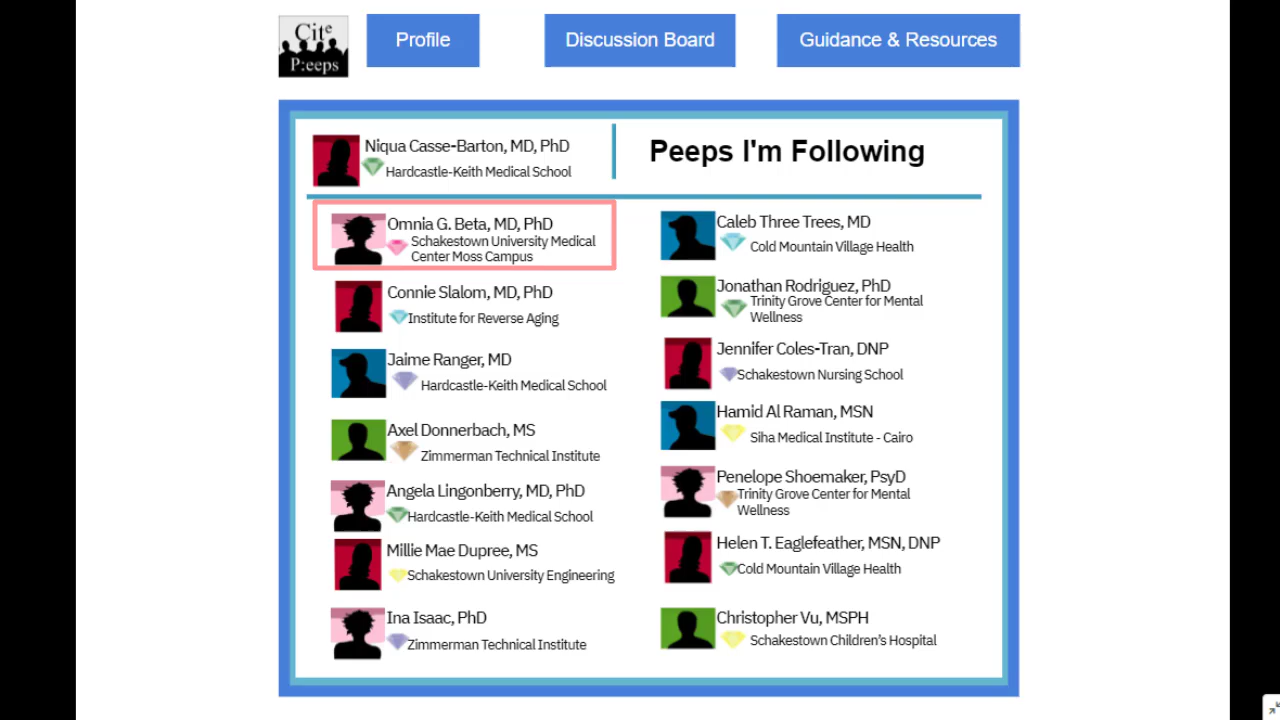 Cite
P:eeps
Profile
Discussion Board
Guidance & Resources
Niqua Casse-Barton, MD, PhD
Hardcastle-Keith Medical School
Peeps I'm Following
Omnia G. Beta, MD, PhD
Schakestown University Medical
Center Moss Campus
Connie Slalom, MD, PhD
Institute for Reverse Aging
Jaime Ranger, MD
Hardcastle-Keith Medical School
Axel Donnerbach, MS
Zimmerman Technical Institute
Angela Lingonberry, MD, PhD
Hardcastle-Keith Medical School
Millie Mae Dupree, MS
Schakestown University Engineering
Ina Isaac, PhD
Zimmerman Technical Institute
Caleb Three Trees, MD
Cold Mountain Village Health
Jonathan Rodriguez, PhD
Trinity Grove Center for Mental
Wellness
Jennifer Coles-Tran, DNP
Schakestown Nursing School
Hamid Al Raman, MSN
Siha Medical Institute - Cairo
Penelope Shoemaker, PsyD
Trinity Grove Center for Mental
Wellness
Helen T. Eaglefeather, MSN, DNP
Cold Mountain Village Health
Christopher Vu, MSPH
Schakestown Children's Hospital